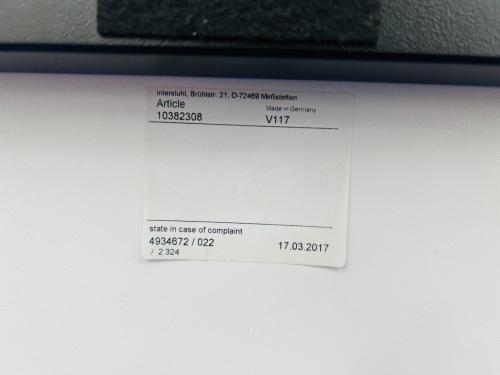 interstuhl, Brühlstr. 21, D-72469 Meßstetten
Article Made in Germany
10382308 V117
state in case of complaint
4934672 / 022 17.03.2017
/ 2 324